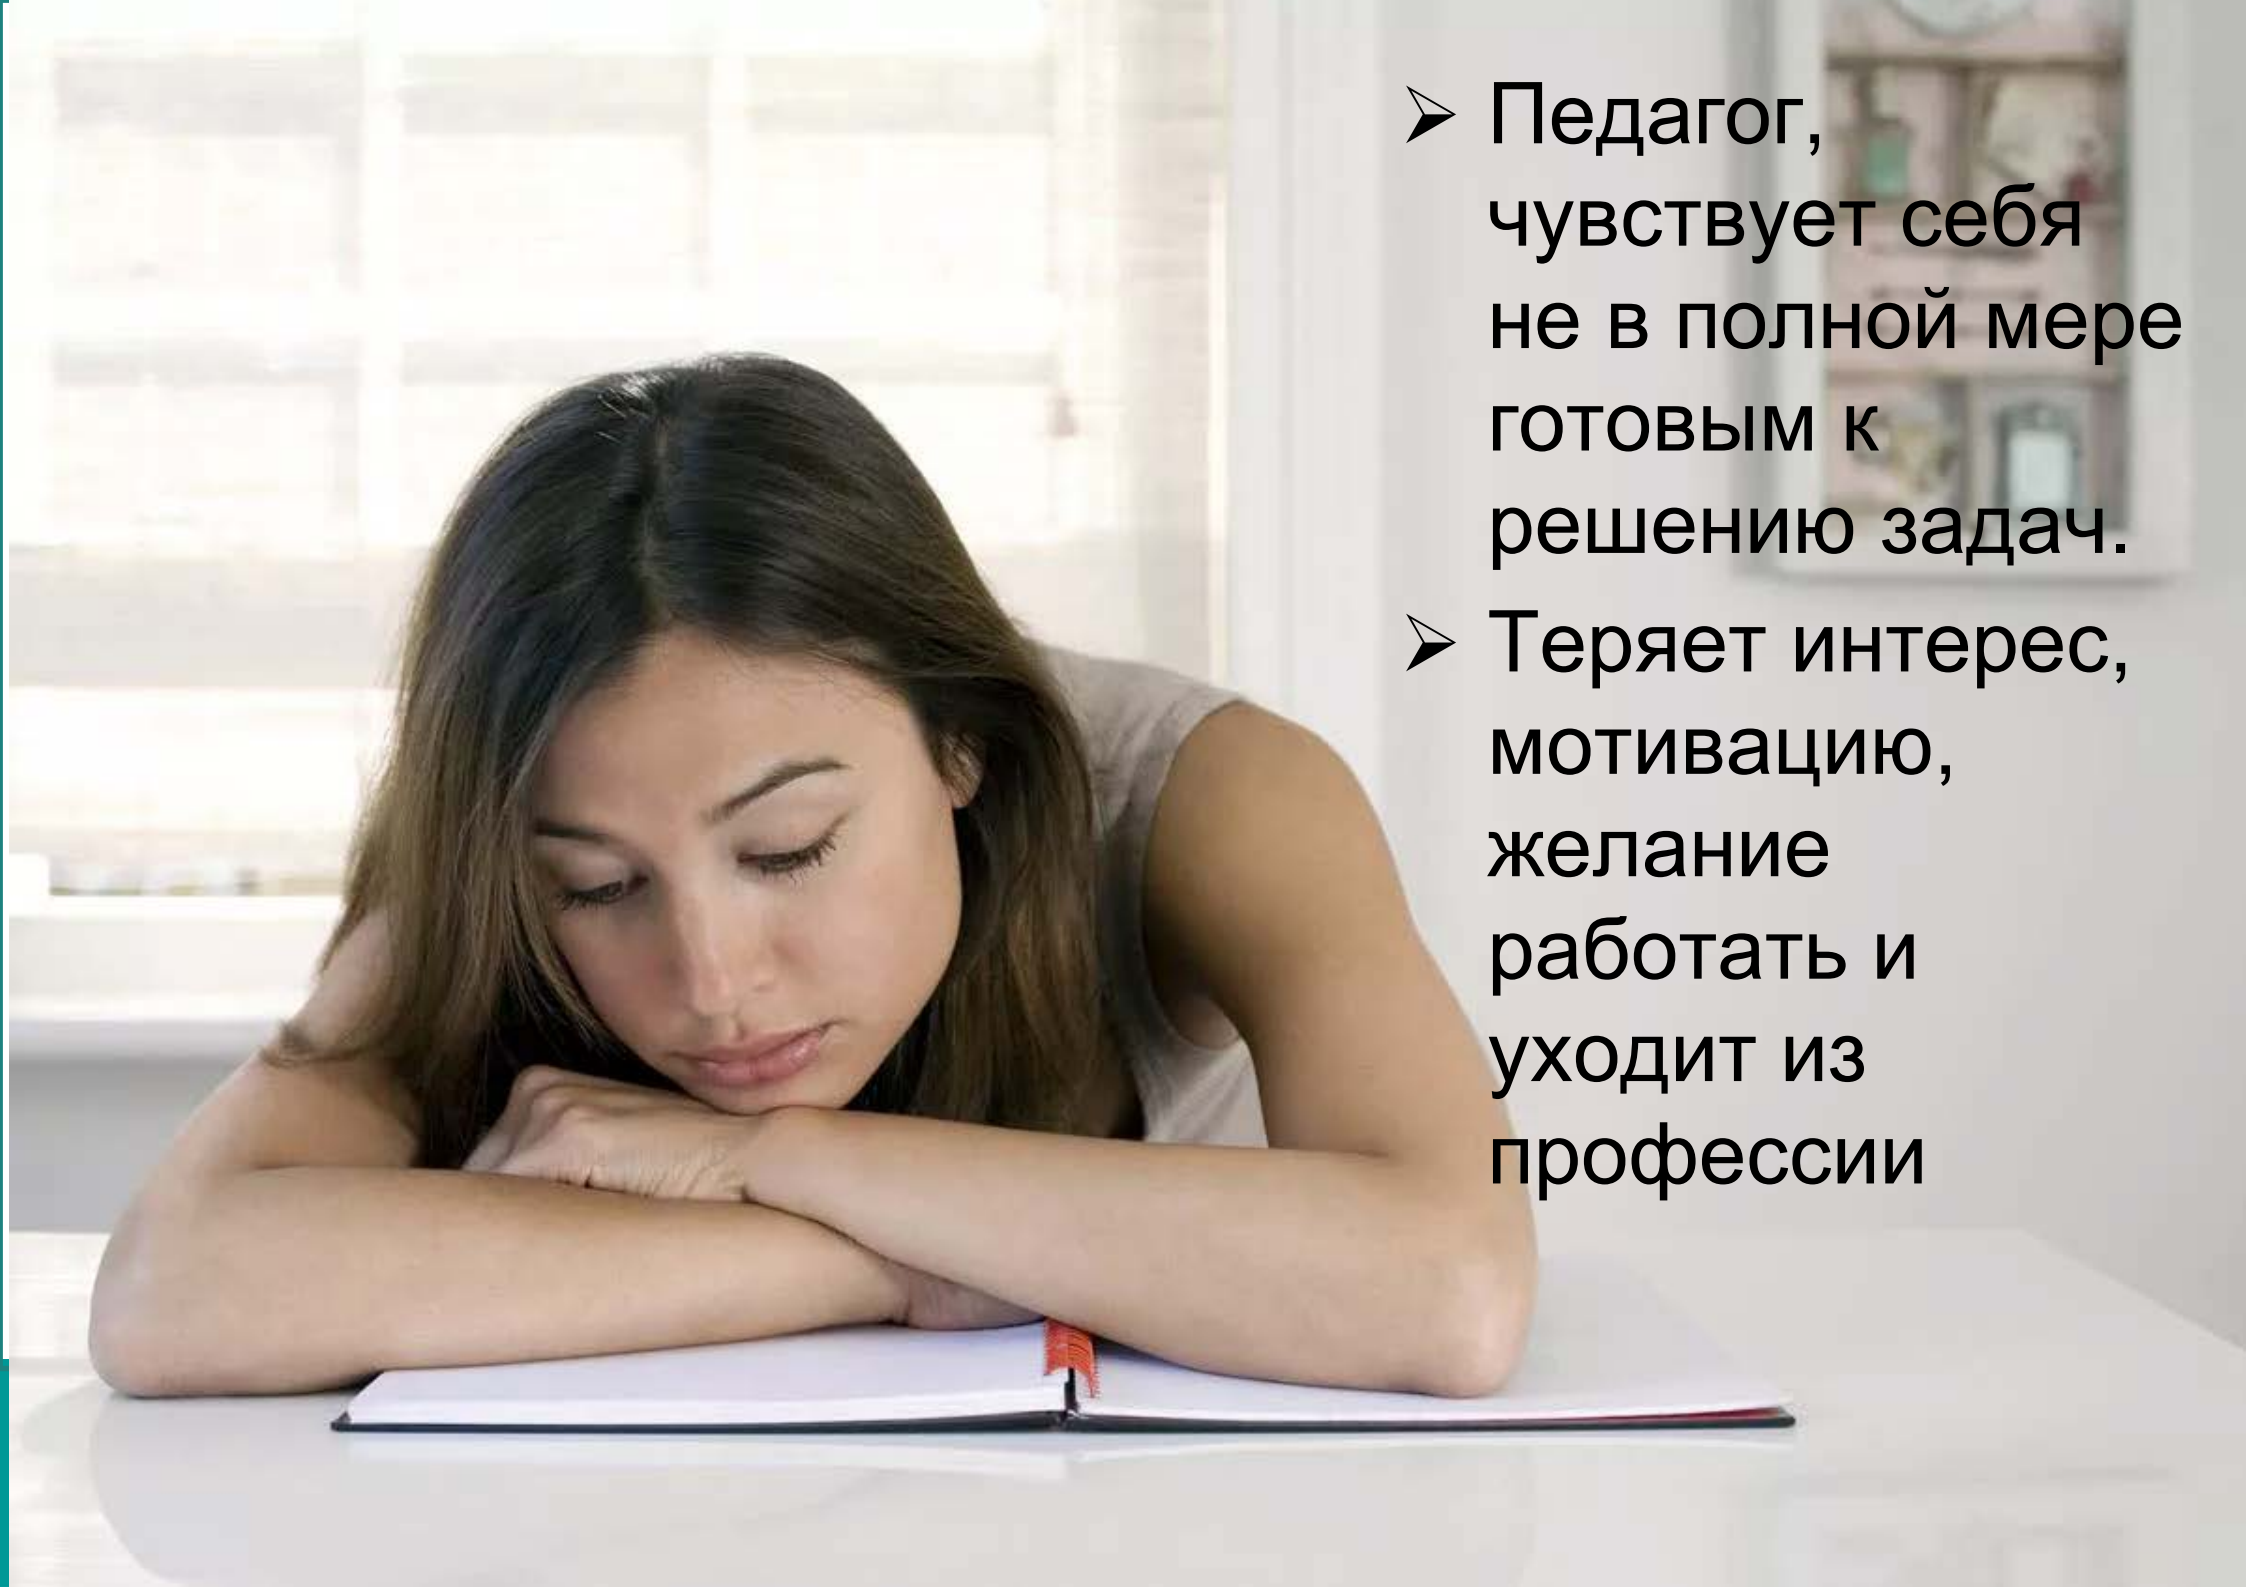 ➢ Педагог,
чувствует себя
не в полной мере
готовым к
решению задач.
➢ Теряет интерес,
мотивацию,
желание
работать и
уходит из
профессии